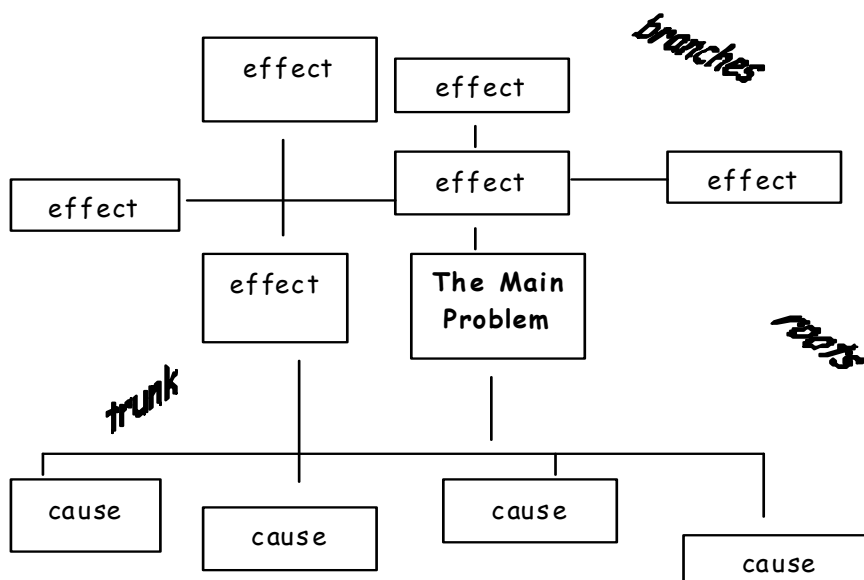 branches
effect
effect
effect
effect
effect
effect
The Main
Problem
roots
trunk
cause
cause
cause
cause